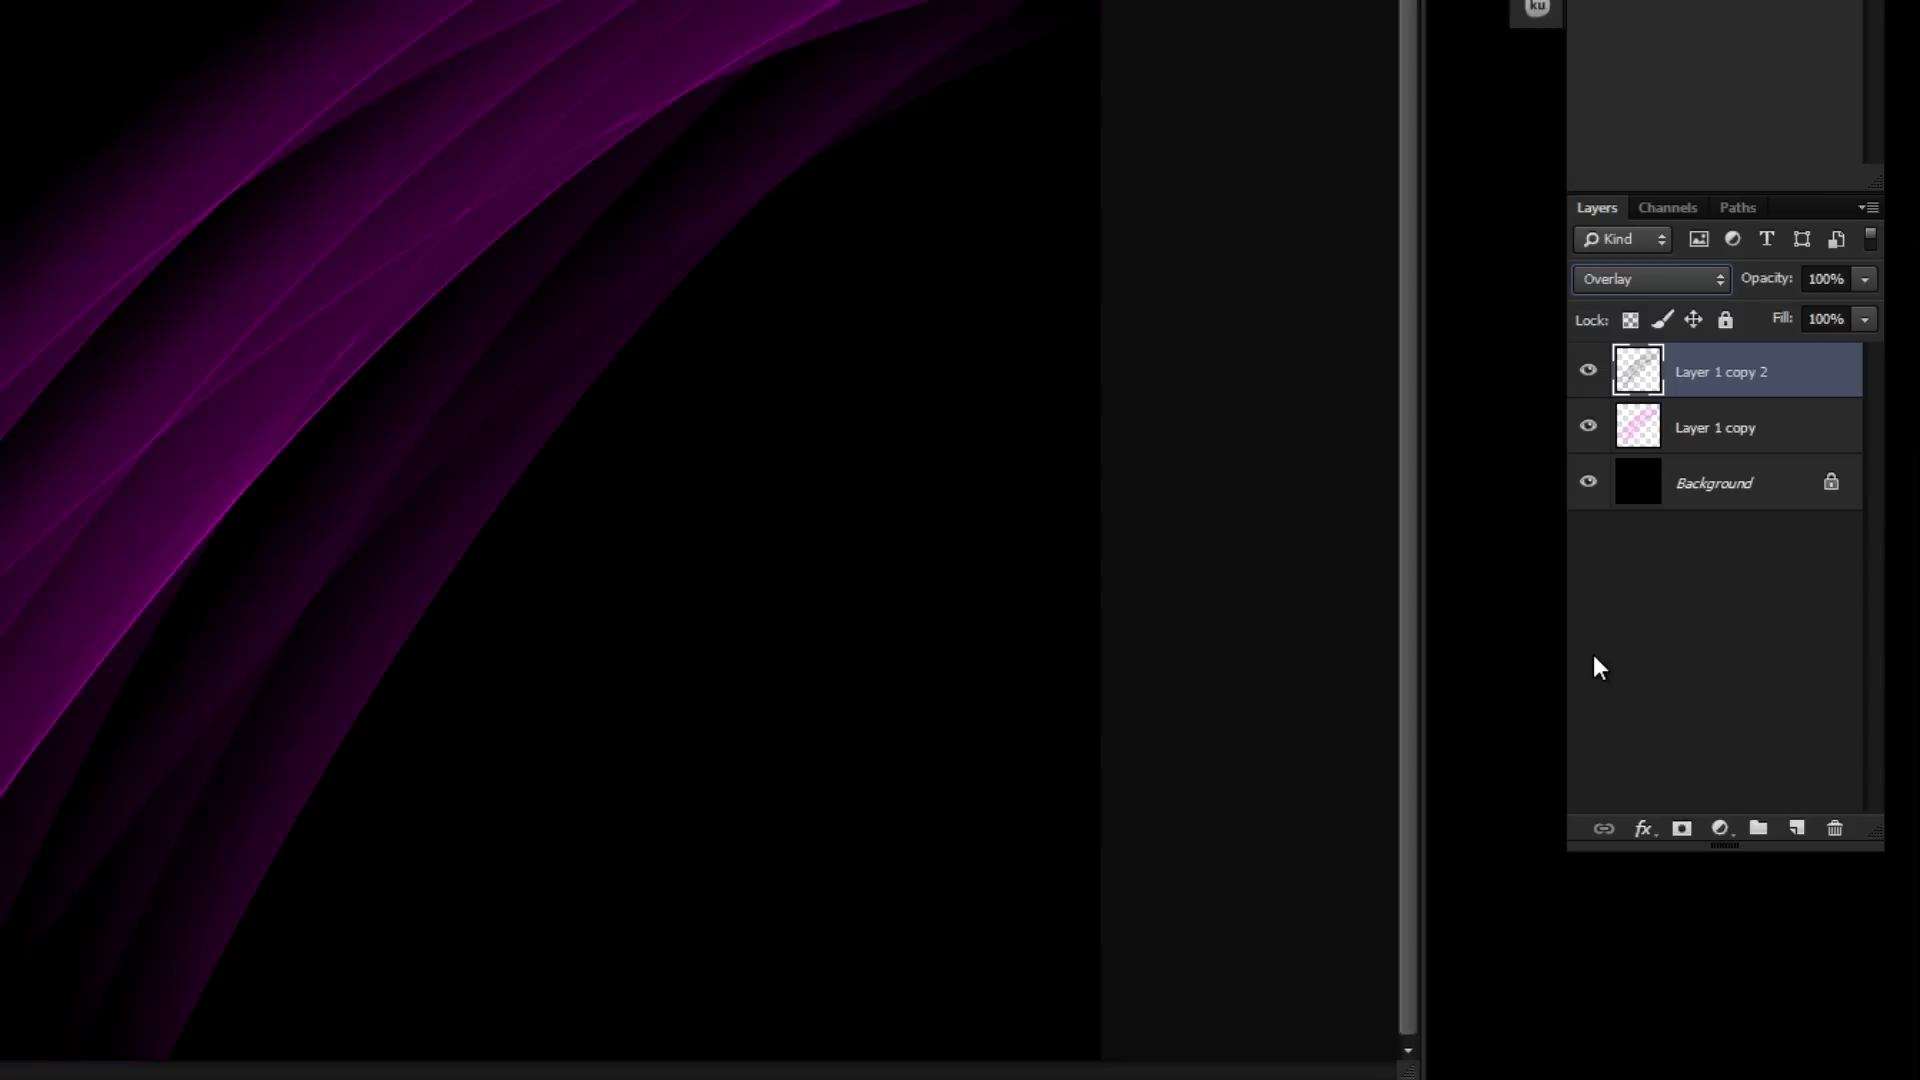 ku
Layers Channels Paths
Kind T
Overlay Opacity: 100%
Lock: Fill: 100%
Layer 1 copy 2
Layer 1 copy
Background
fx